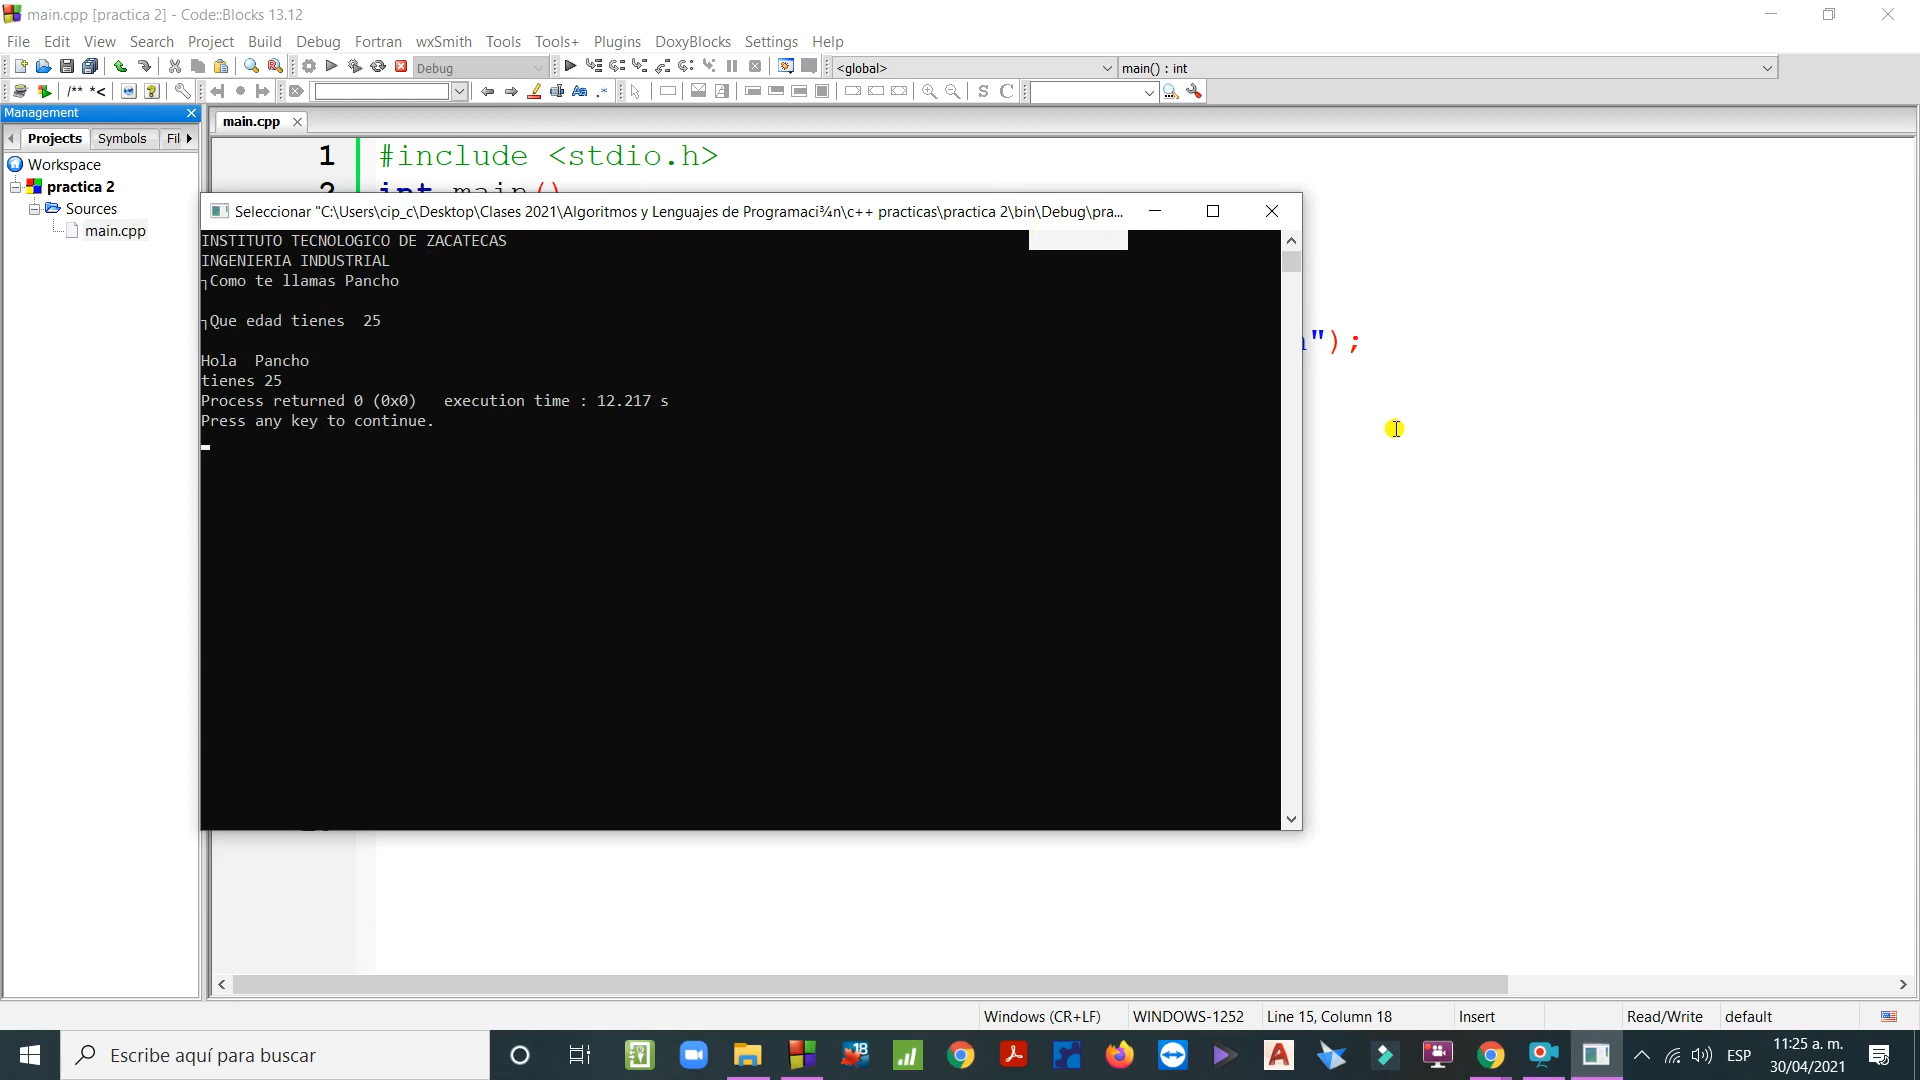 main.cpp [practica 2] - Code::Blocks 13.12
File Edit View Search Project Build Debug Fortran wxSmith Tools Tools+ Plugins DoxyBlocks Settings Help
Debug
<global>
main() : int
/** *<
Aa .*
S C
Management
Projects Symbols Fil
main.cpp
Workspace
practica 2
Sources
main.cpp
1 #include <stdio.h>
2 int main()
");
Seleccionar "C:\Users\cip_c\Desktop\Clases 2021\Algoritmos y Lenguajes de Programaci¾n\c++ practicas\practica 2\bin\Debug\pra...
INSTITUTO TECNOLOGICO DE ZACATECAS
INGENIERIA INDUSTRIAL
┐Como te llamas Pancho
┐Que edad tienes  25
Hola  Pancho
tienes 25
Process returned 0 (0x0)   execution time : 12.217 s
Press any key to continue.
Windows (CR+LF) WINDOWS-1252 Line 15, Column 18 Insert Read/Write default
Escribe aquí para buscar
18
ESP
11:25 a. m.
30/04/2021